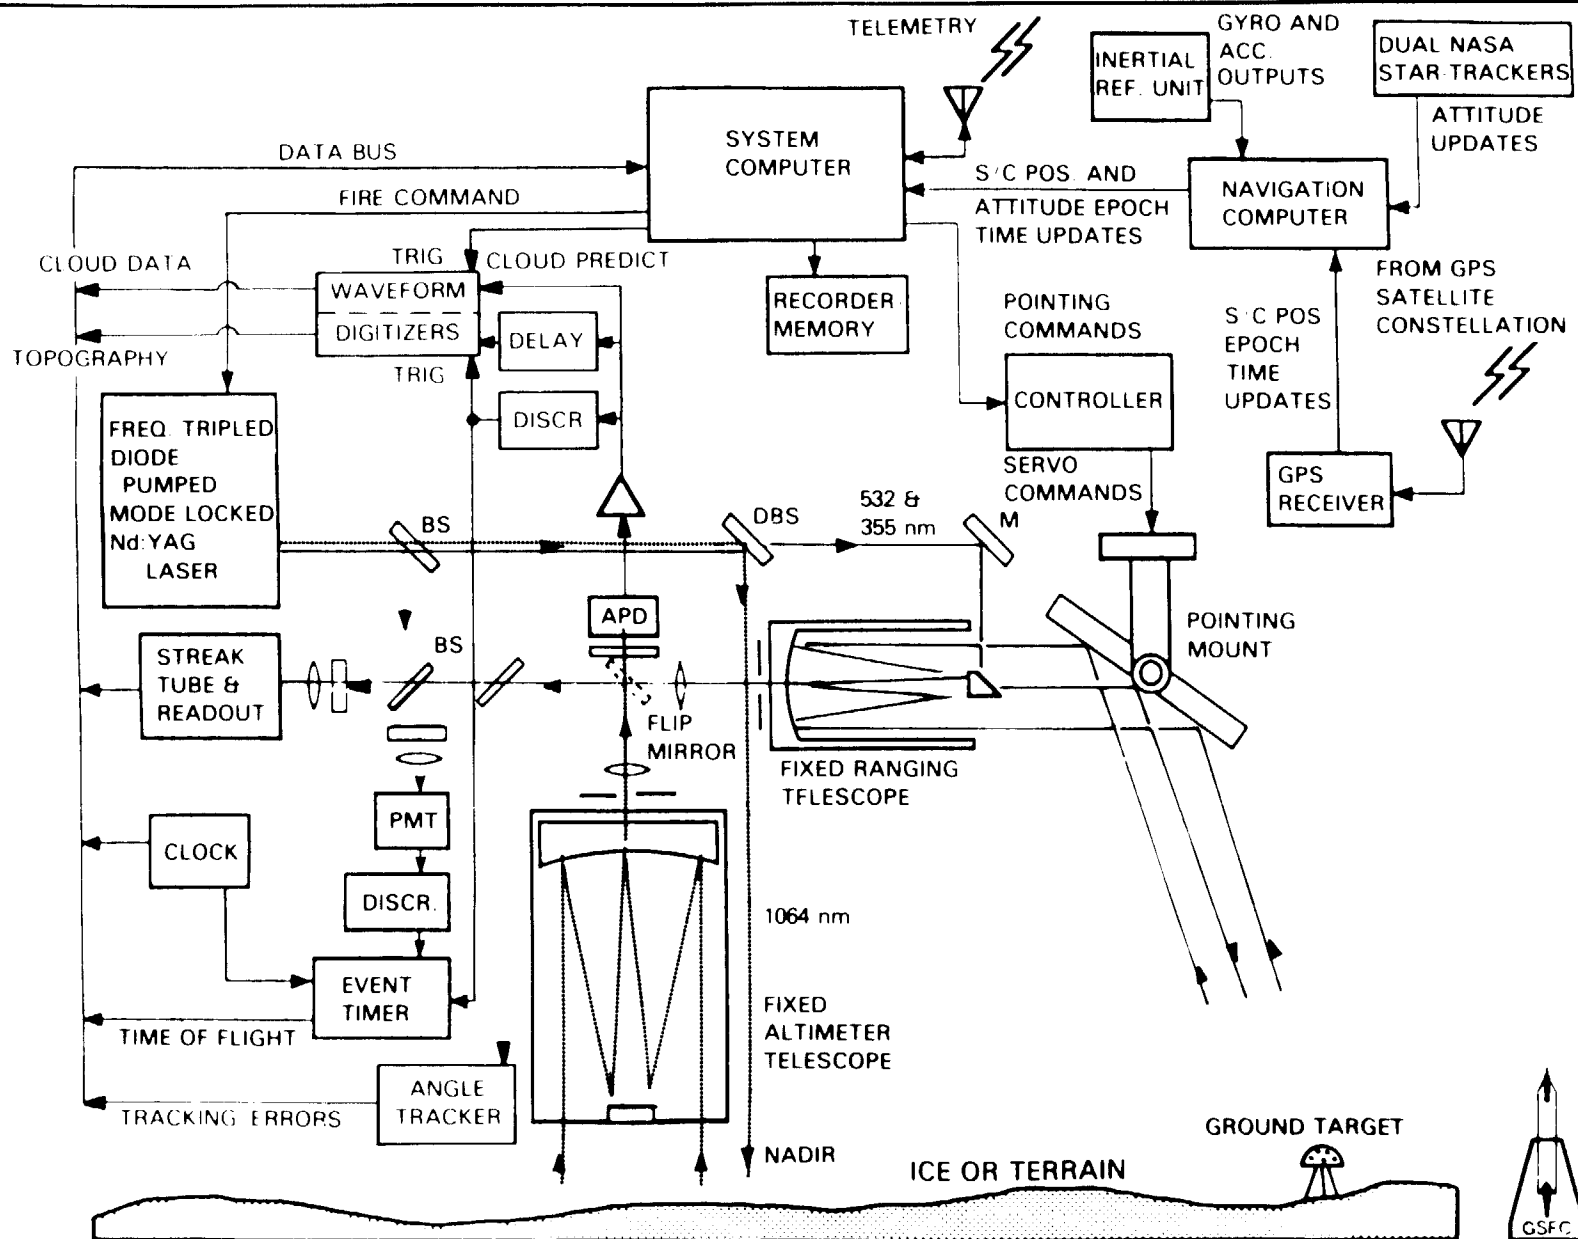 TELEMETRY
GYRO AND
ACC.
OUTPUTS
INERTIAL
REF. UNIT
DUAL NASA
STAR TRACKERS
ATTITUDE
UPDATES
SYSTEM
COMPUTER
DATA BUS
FIRE COMMAND
S/C POS. AND
ATTITUDE EPOCH
TIME UPDATES
NAVIGATION
COMPUTER
CLOUD DATA
TRIG
CLOUD PREDICT
WAVEFORM
DIGITIZERS
DELAY
RECORDER
MEMORY
POINTING
COMMANDS
S/C POS
EPOCH
TIME
UPDATES
FROM GPS
SATELLITE
CONSTELLATION
TOPOGRAPHY
TRIG
DISCR
CONTROLLER
FREQ. TRIPLED
DIODE
PUMPED
MODE LOCKED
Nd:YAG
LASER
SERVO
COMMANDS
GPS
RECEIVER
BS
DBS
532 &
355 nm
M
APD
POINTING
MOUNT
STREAK
TUBE &
READOUT
BS
FLIP
MIRROR
FIXED RANGING
TELESCOPE
PMT
CLOCK
DISCR.
1064 nm
EVENT
TIMER
TIME OF FLIGHT
FIXED
ALTIMETER
TELESCOPE
ANGLE
TRACKER
TRACKING ERRORS
NADIR
ICE OR TERRAIN
GROUND TARGET
GSFC